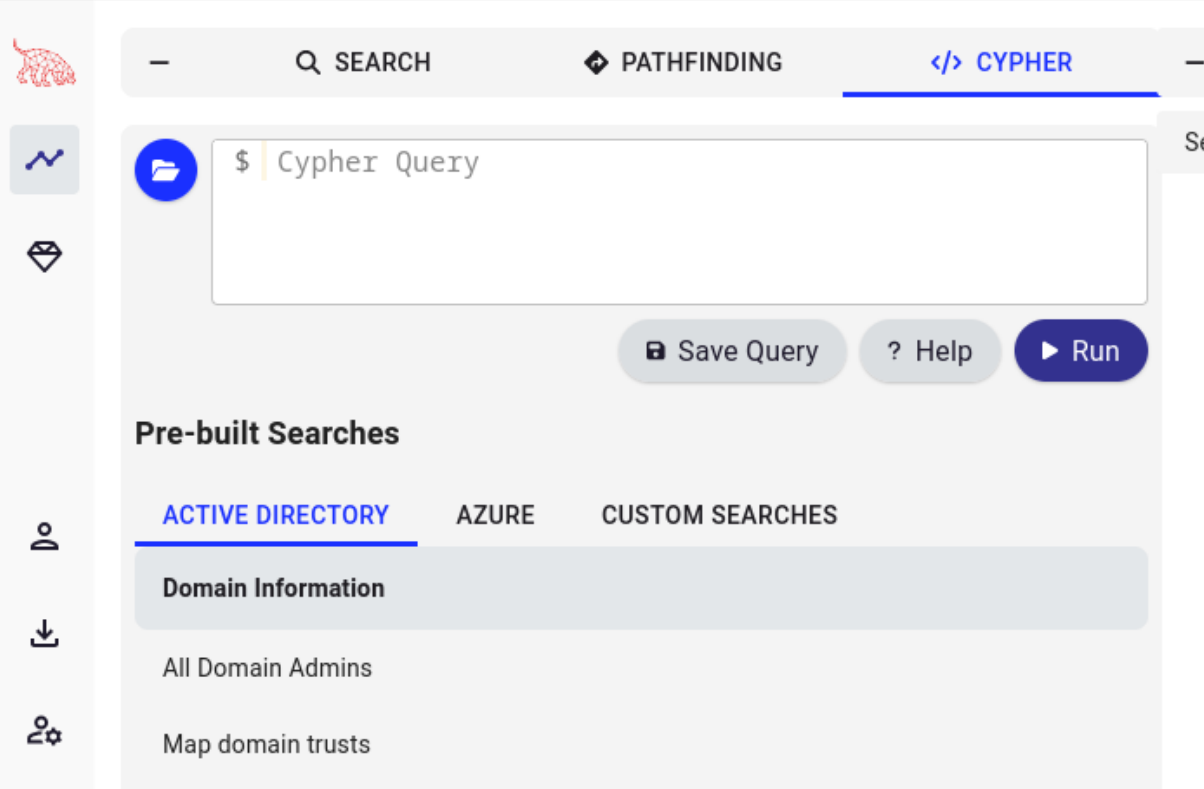 SEARCH PATHFINDING </> CYPHER
$ Cypher Query
Save Query ? Help Run
Pre-built Searches
ACTIVE DIRECTORY AZURE CUSTOM SEARCHES
Domain Information
All Domain Admins
Map domain trusts